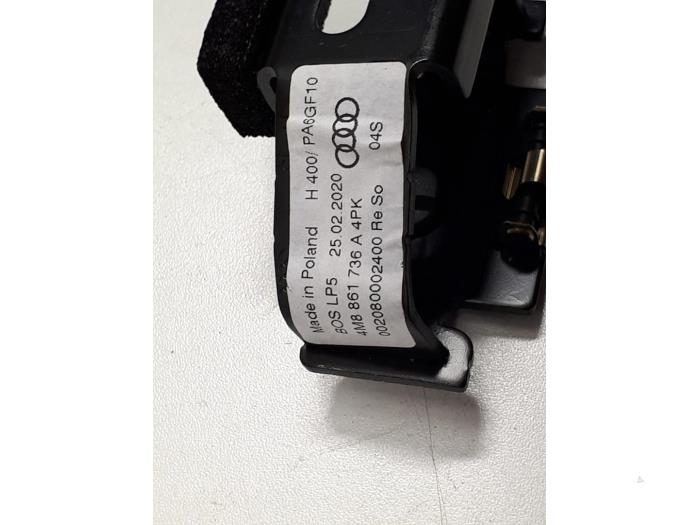 Made in Poland H 400/ PA6GF10
BOS LP5 25.02.2020
4M8 861 736 A 4PK 04S
002080002400 Re So